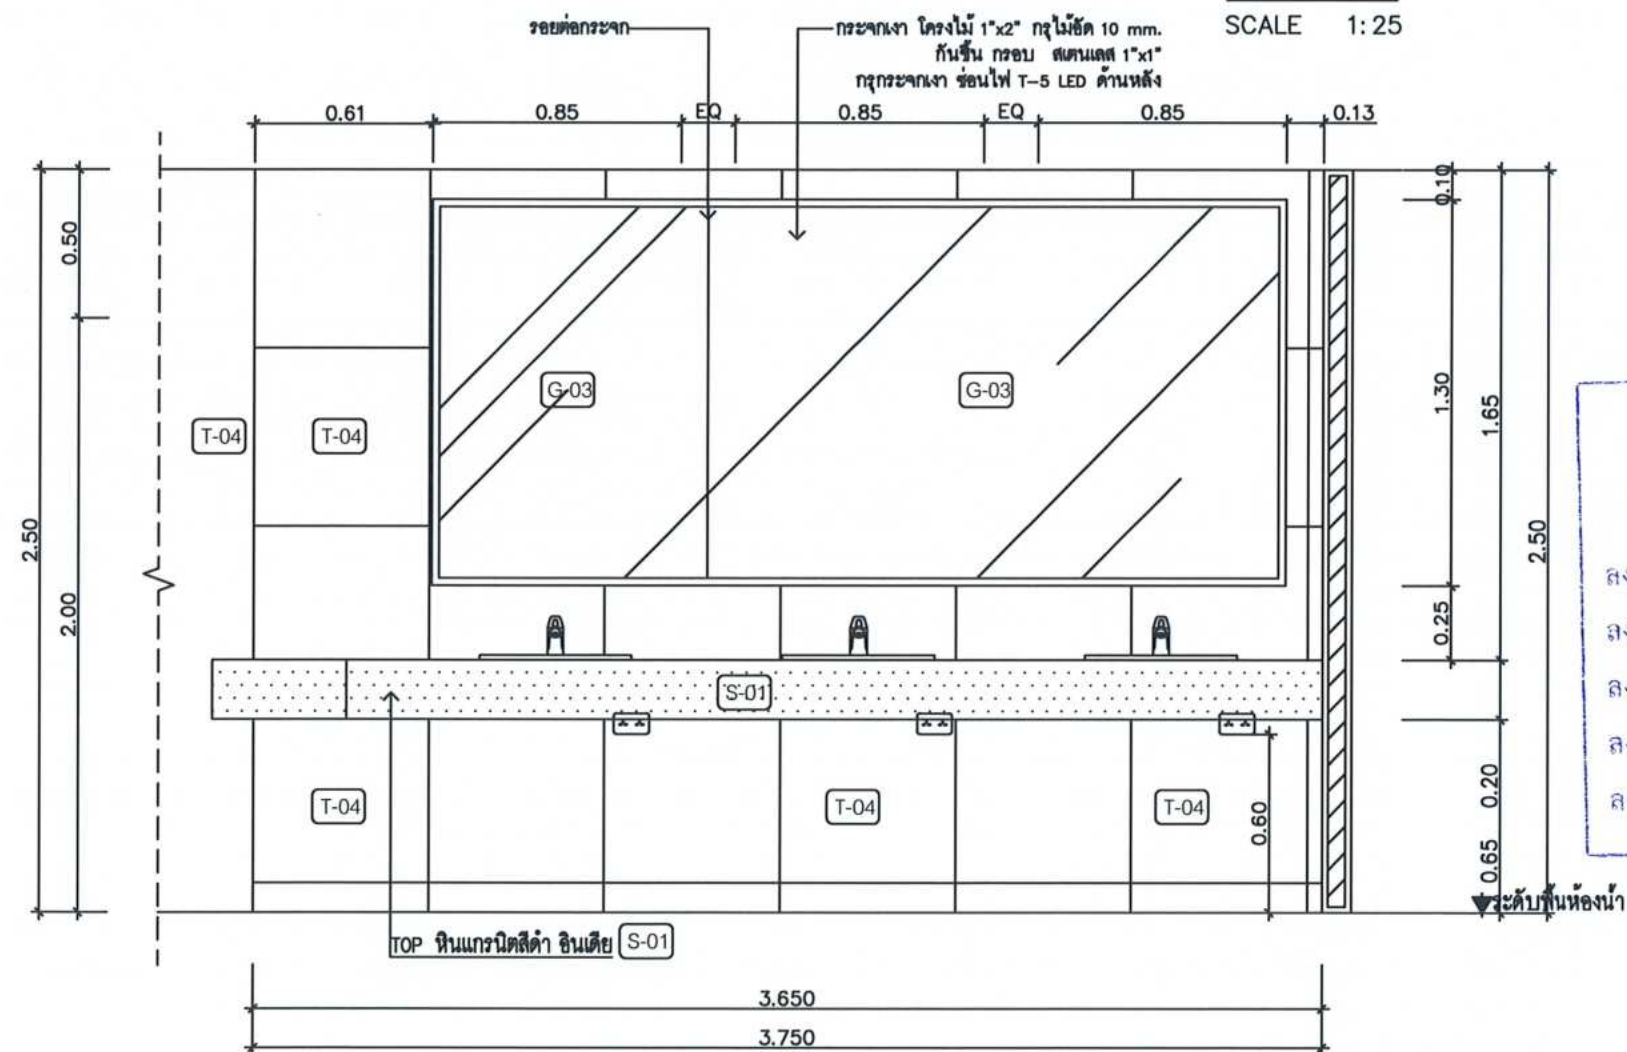 รอยต่อกระจก
กระจกเงา โครงไม้ 1"x2" กรุไม้อัด 10 mm.
กันชื้น กรอบ สเตนเลส 1"x1"
กรุกระจกเงา ซ่อนไฟ T-5 LED ด้านหลัง
SCALE 1:25
0.61 0.85 EQ 0.85 EQ 0.85 0.13
0.10
0.50
G-03 G-03
1.30
1.65
T-04 T-04
2.50
2.50
2.00
0.25
S-01
T-04 T-04 T-04
0.60
0.20
0.65
ระดับพื้นห้องน้ำ
TOP หินแกรนิตสีดำ อินเดีย S-01
3.650
3.750